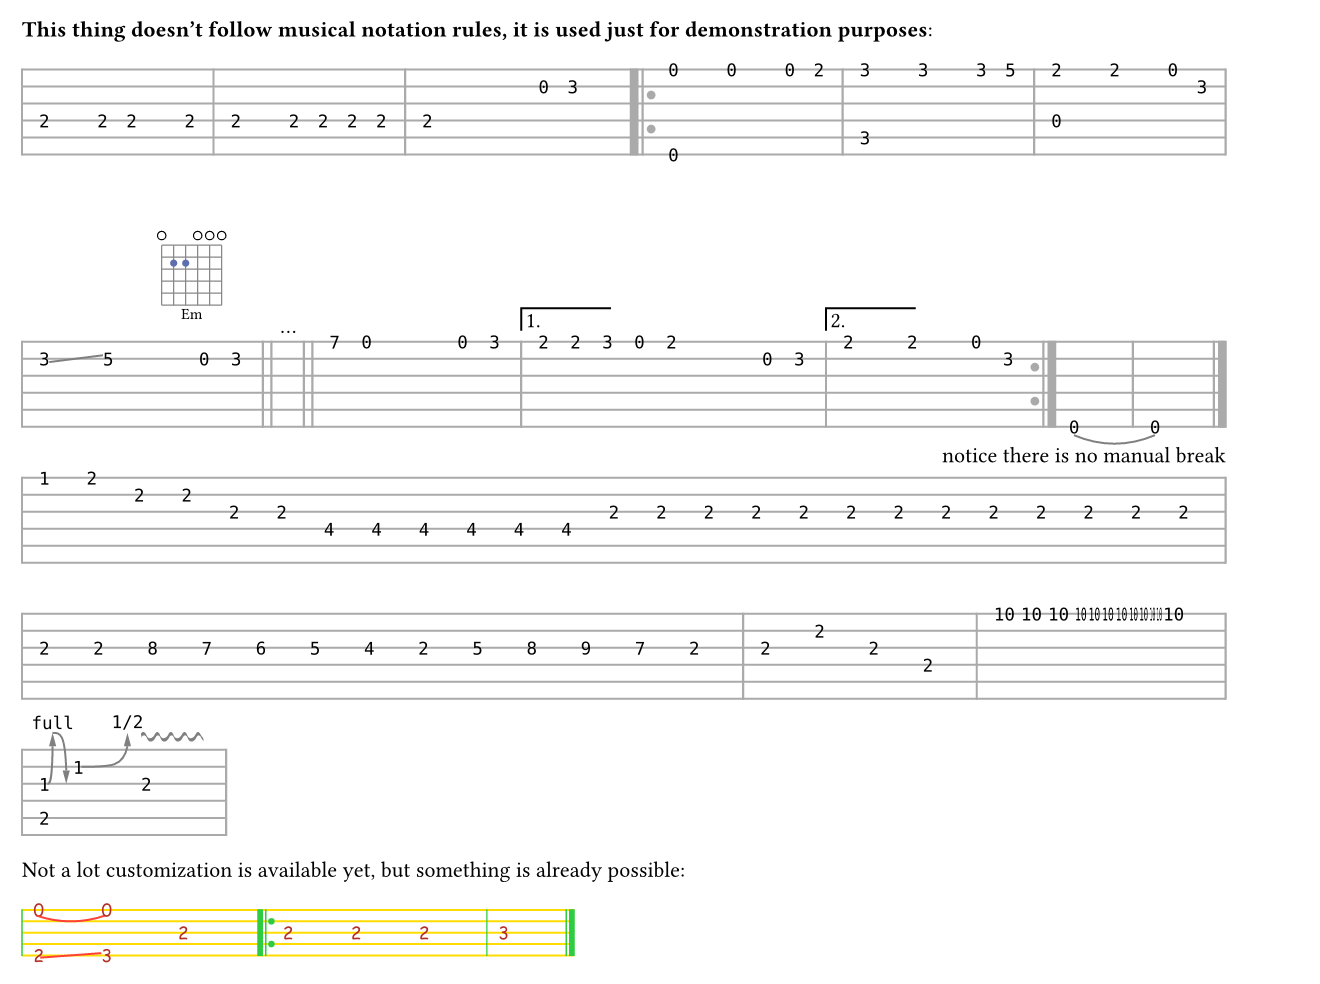 This thing doesn’t follow musical notation rules, it is used just for demonstration purposes:
0 0 0 2 3 3 3 5 2 2 0
0 3 3
2 2 2 2 2 2 2 2 2 2 0
3
0
Em
...
1. 2.
7 0 0 3 2 2 3 0 2 2 2 0
3 5 0 3 0 3 3
0 0
notice there is no manual break
1 2
2 2
2 2 2 2 2 2 2 2 2 2 2 2 2 2 2
4 4 4 4 4 4
10 10 10 10 10 10 10 10 10 10
2
2 2 8 7 6 5 4 2 5 8 9 7 2 2 2
2
full 1/2
1
1 2
2
Not a lot customization is available yet, but something is already possible:
0 0
2 2 2 2 3
2 3